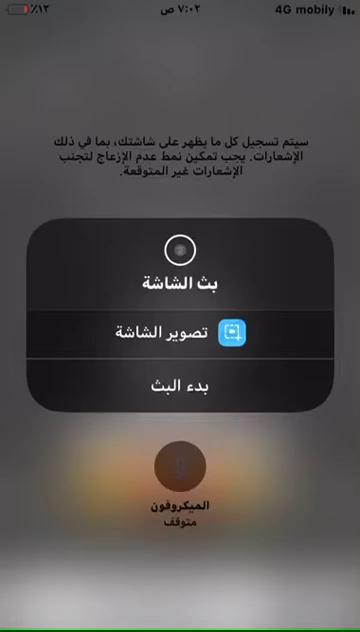 4G mobily
٧:٠٢ ص
٪١٢
سيتم تسجيل كل ما يظهر على شاشتك، بما في ذلك
الإشعارات. يجب تمكين نمط عدم الإزعاج لتجنب
الإشعارات غير المتوقعة.
بث الشاشة
تصوير الشاشة
بدء البث
الميكروفون
متوقف